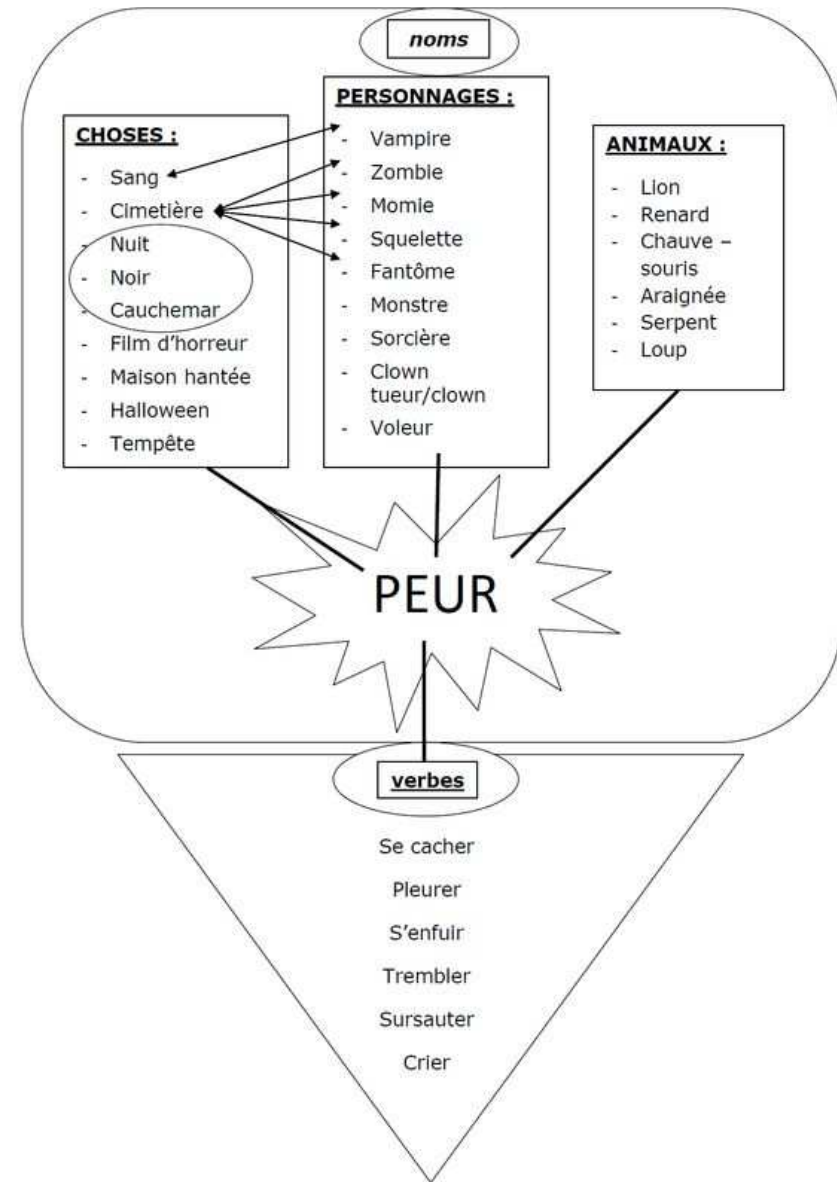 noms
CHOSES :
- Sang
- Cimetière
- Nuit
- Noir
- Cauchemar
- Film d'horreur
- Maison hantée
- Halloween
- Tempête
PERSONNAGES :
- Vampire
- Zombie
- Momie
- Squelette
- Fantôme
- Monstre
- Sorcière
- Clown
tueur/clown
- Voleur
ANIMAUX :
- Lion
- Renard
- Chauve –
souris
- Araignée
- Serpent
- Loup
PEUR
verbes
Se cacher
Pleurer
S'enfuir
Trembler
Sursauter
Crier